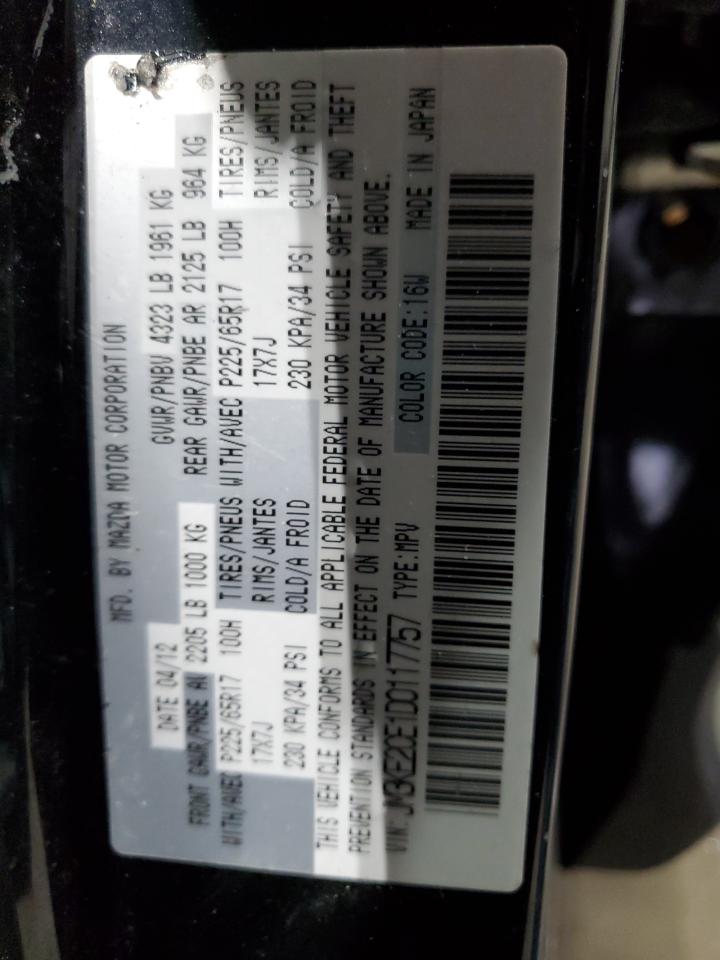 MFD. BY MAZDA MOTOR CORPORATION
DATE 04/12 GVWR/PNBV 4323 LB 1961 KG
FRONT GAWR/PNBE AV 2205 LB 1000 KG REAR GAWR/PNBE AR 2125 LB 964 KG
WITH/AVEC P225/65R17 100H TIRES/PNEUS WITH/AVEC P225/65R17 100H TIRES/PNEUS
17X7J RIMS/JANTES 17X7J RIMS/JANTES
230 KPA/34 PSI COLD/A FROID 230 KPA/34 PSI COLD/A FROID
THIS VEHICLE CONFORMS TO ALL APPLICABLE FEDERAL MOTOR VEHICLE SAFETY AND THEFT
PREVENTION STANDARDS IN EFFECT ON THE DATE OF MANUFACTURE SHOWN ABOVE.
VIN:JM3KE2CE1D0117757 TYPE:MPV COLOR CODE:16W MADE IN JAPAN